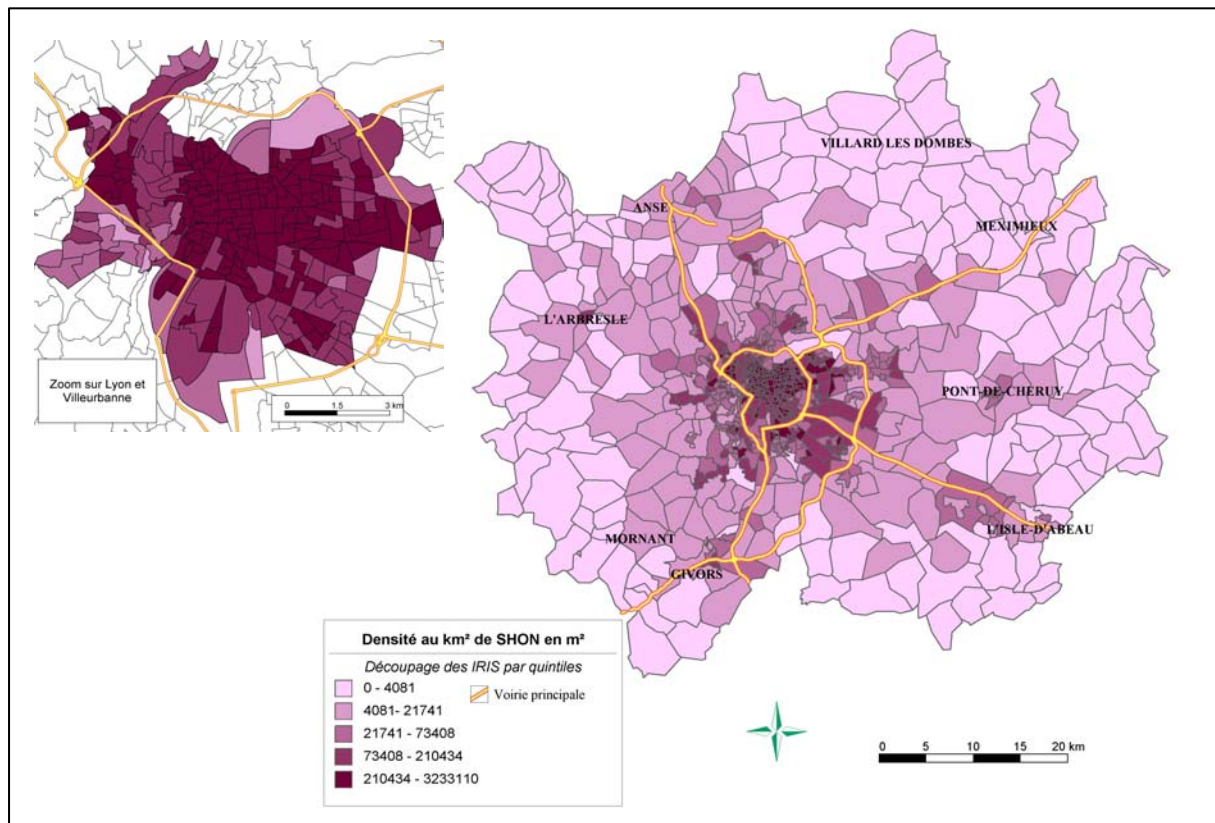 Zoom sur Lyon et
Villeurbanne
0 1.5 3 km
VILLARD LES DOMBES
ANSE
MEXIMIEUX
L'ARBRESLE
PONT-DE-CHERUY
L'ISLE-D'ABEAU
MORNANT
GIVORS
Densité au km² de SHON en m²
Découpage des IRIS par quintiles
0 - 4081
Voirie principale
4081- 21741
21741 - 73408
73408 - 210434
210434 - 3233110
0 5 10 15 20 km